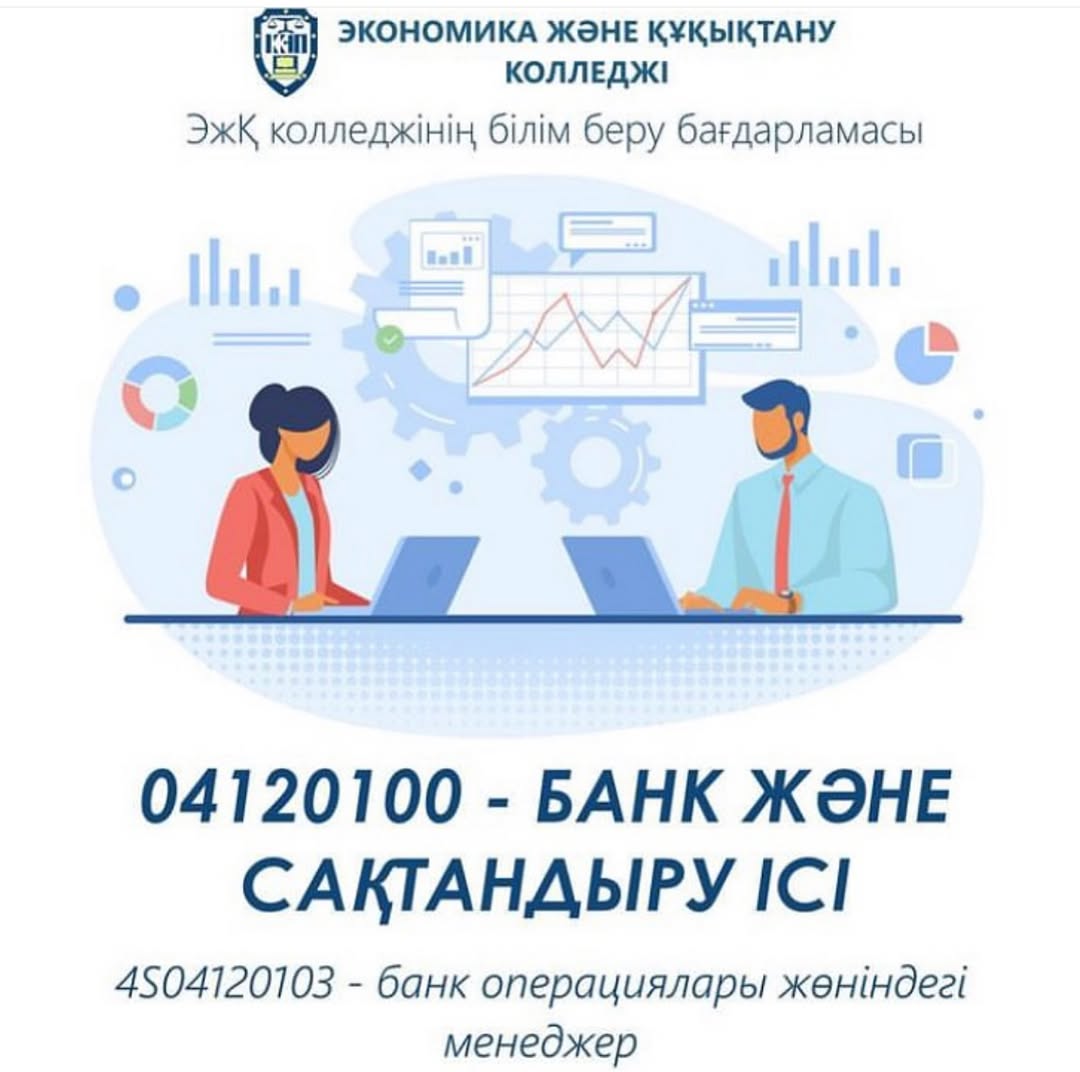 ЭКОНОМИКА ЖӘНЕ ҚҰҚЫҚТАНУ
КОЛЛЕДЖІ
ЭжҚ колледжінің білім беру бағдарламасы
04120100 - БАНК ЖӘНЕ
САҚТАНДЫРУ ІСІ
4S04120103 - банк операциялары жөніндегі
менеджер